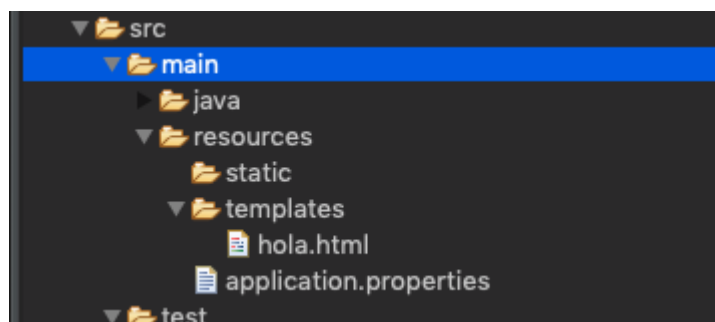 src
main
java
resources
static
templates
hola.html
application.properties
test